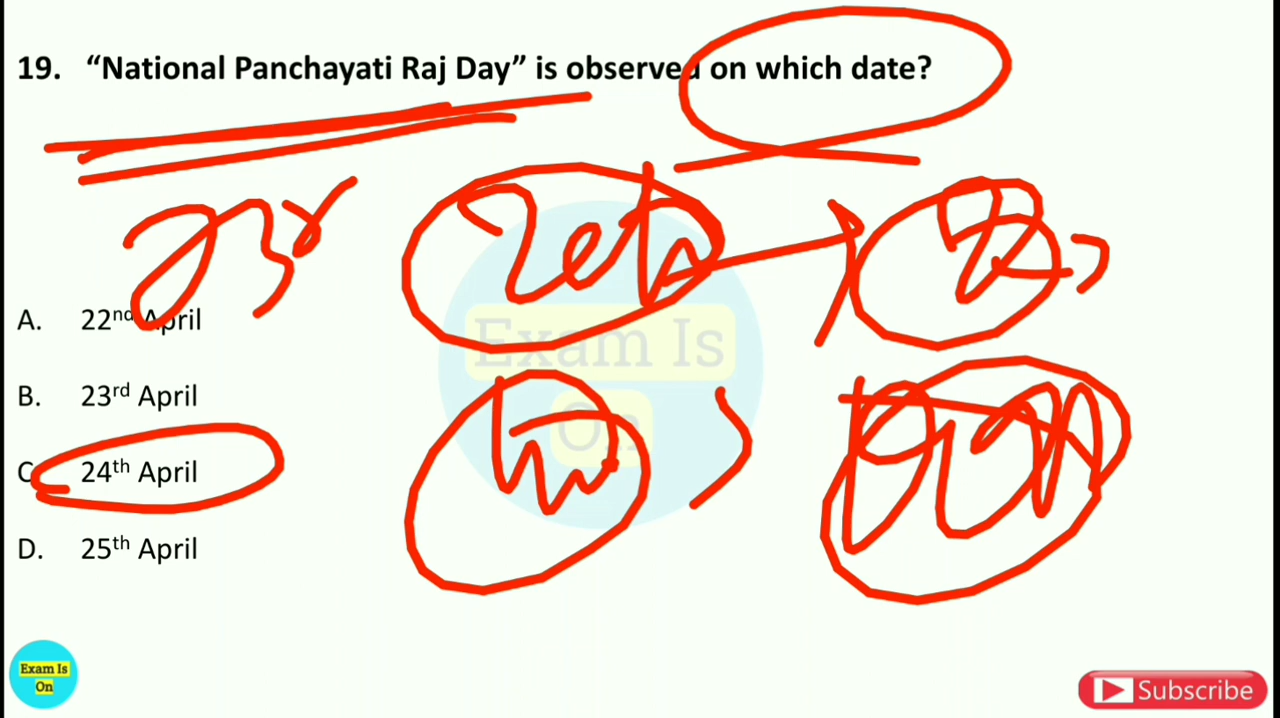 19. “National Panchayati Raj Day” is observed on which date?
Exam Is
On
A. 22nd April
B. 23rd April
C. 24th April
D. 25th April
Exam Is
On
Subscribe